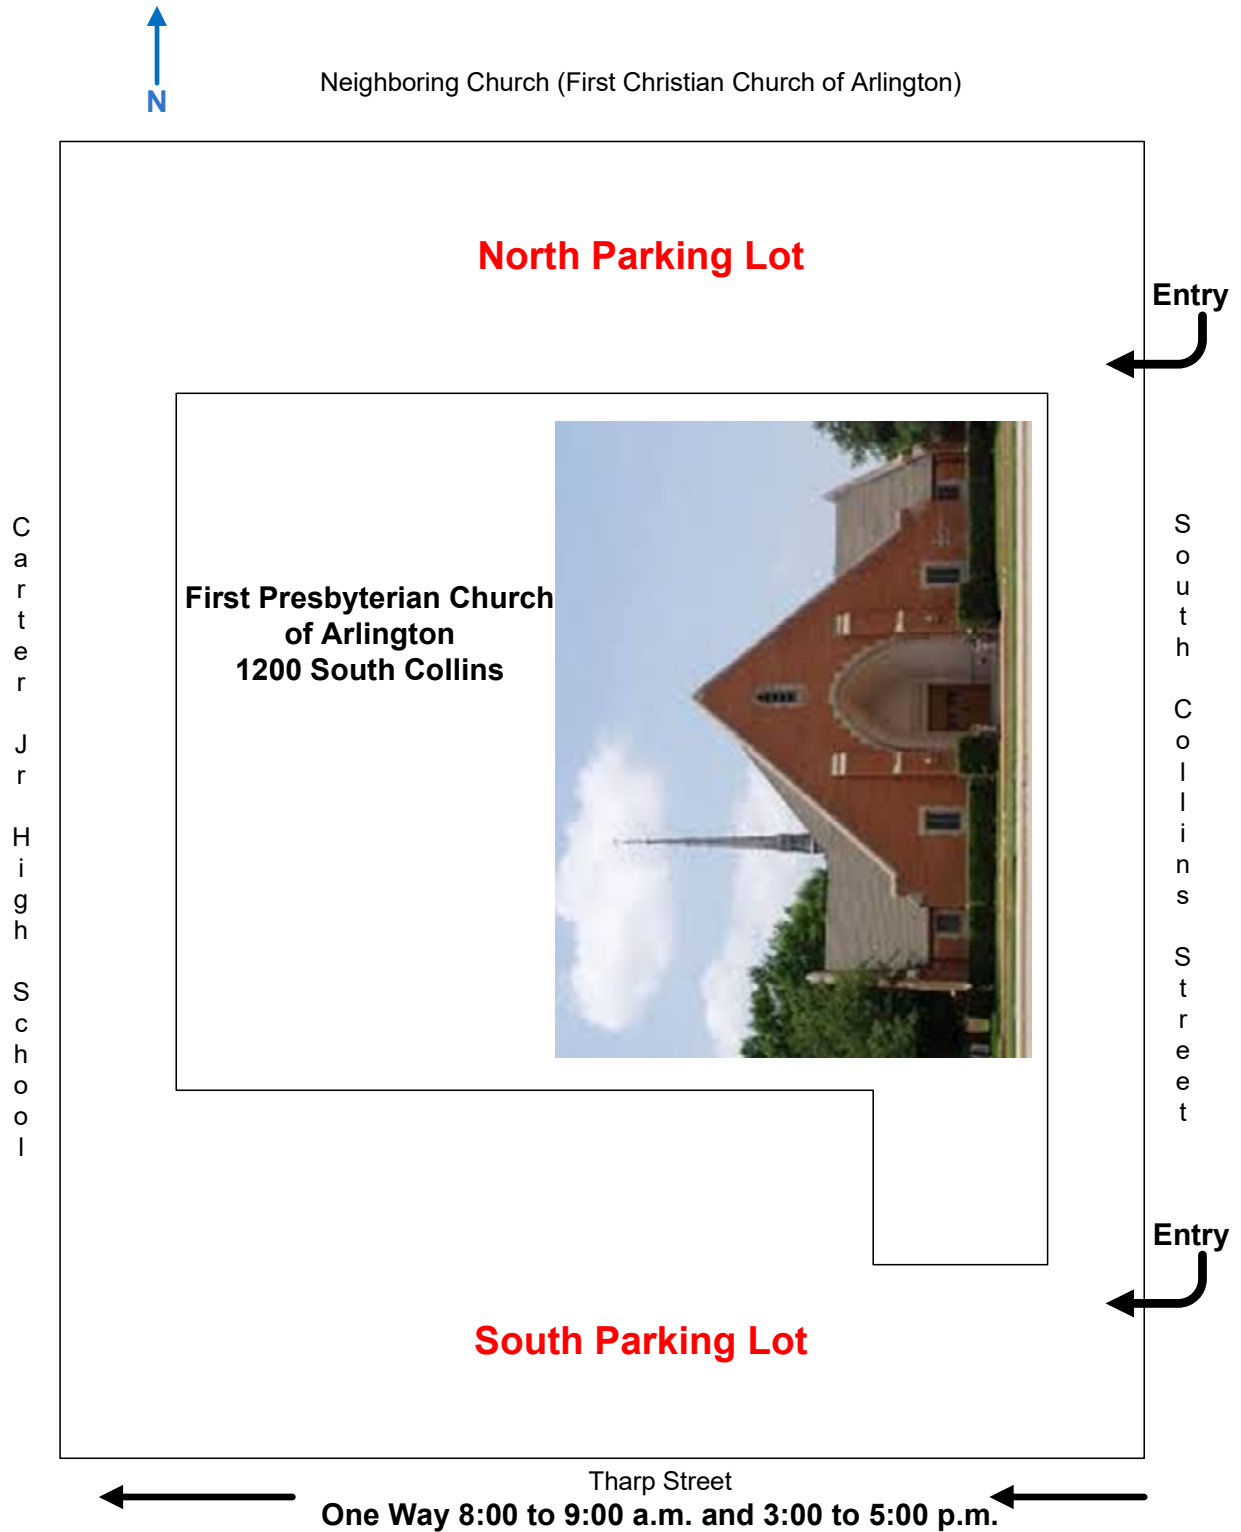 N
Neighboring Church (First Christian Church of Arlington)
North Parking Lot
Entry
Carter Jr High School
First Presbyterian Church
of Arlington
1200 South Collins
South Collins Street
Entry
South Parking Lot
Tharp Street
One Way 8:00 to 9:00 a.m. and 3:00 to 5:00 p.m.